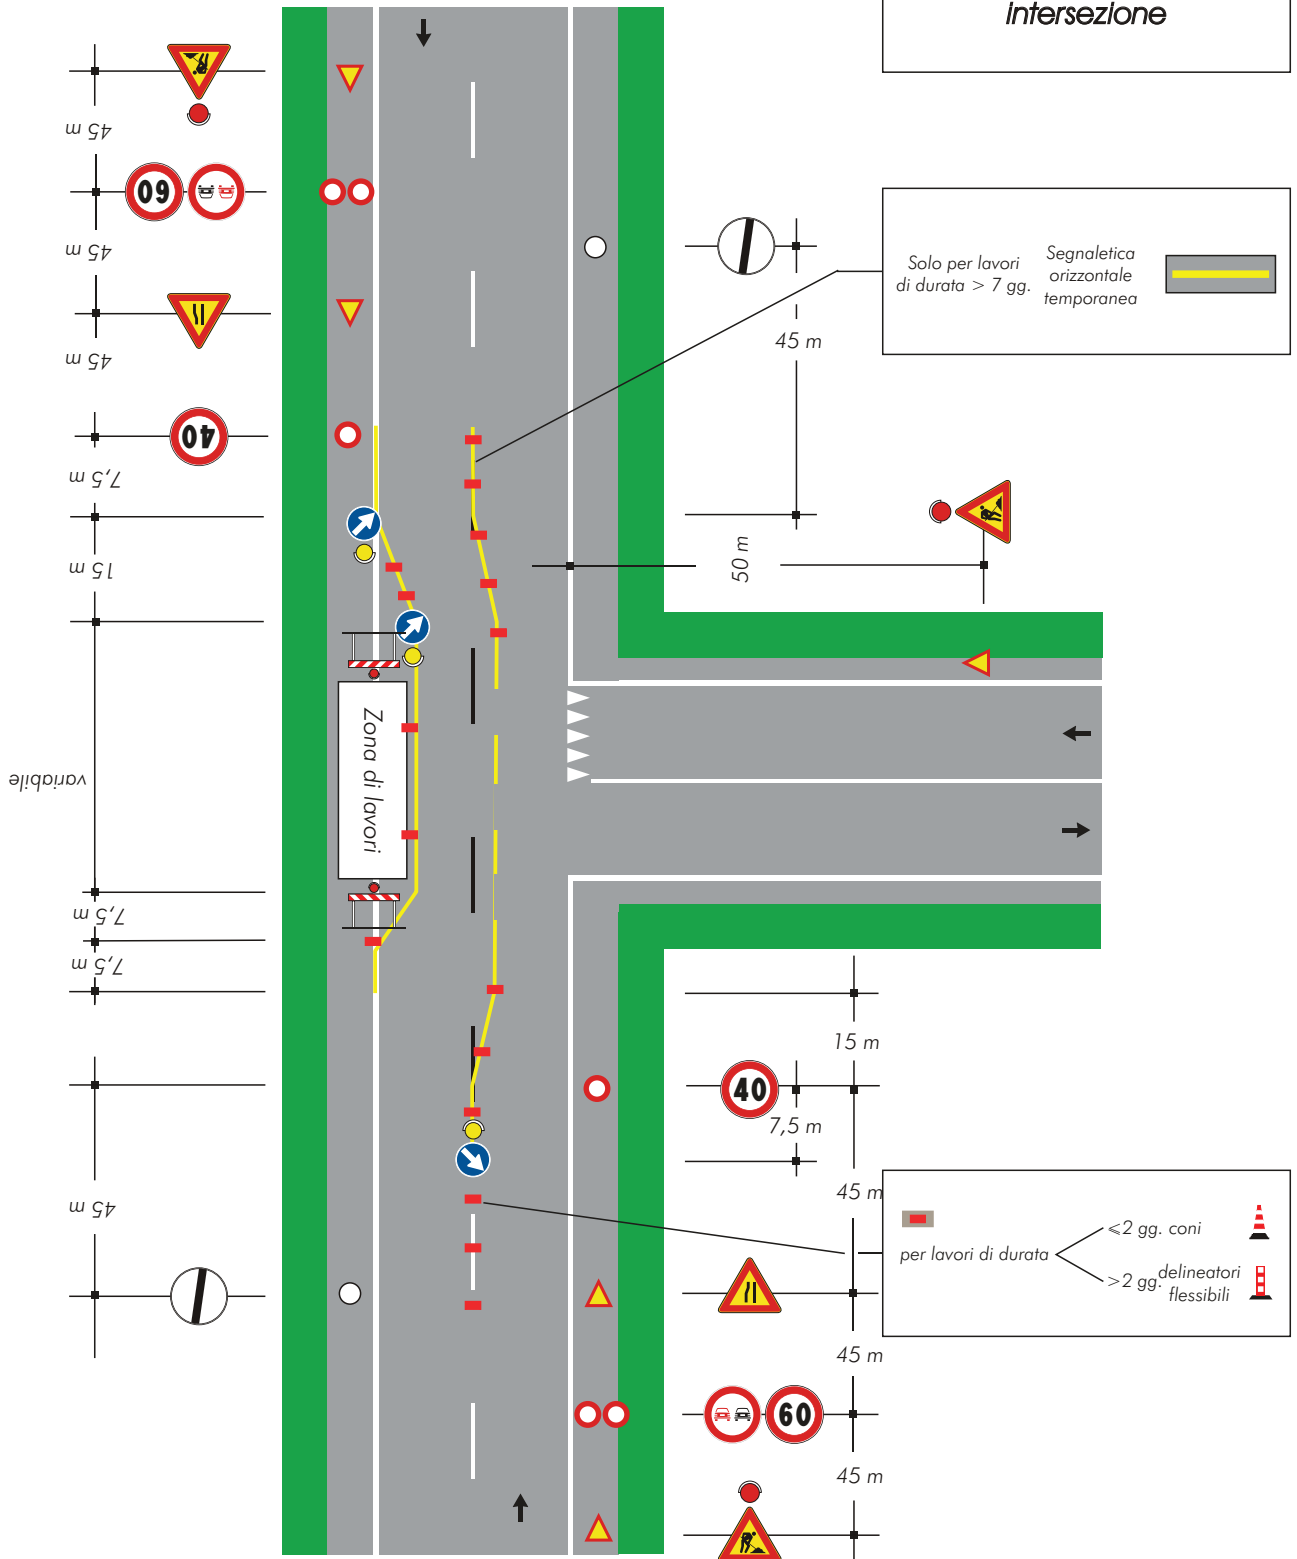 intersezione
45 m
60
45 m
45 m
40
7,5 m
15 m
variabile
7,5 m
7,5 m
45 m
Zona di lavori
Solo per lavori
di durata > 7 gg.
Segnaletica
orizzontale
temporanea
45 m
50 m
15 m
40
7,5 m
45 m
per lavori di durata
⩽2 gg. coni
>2 gg. delineatori
flessibili
45 m
60
45 m